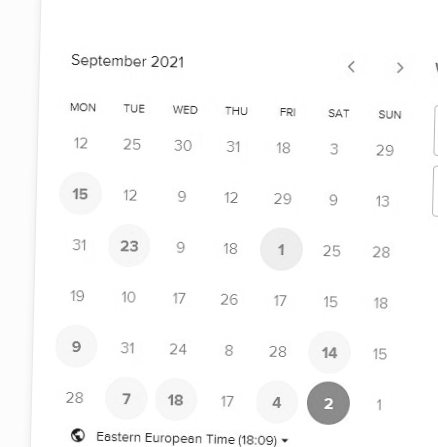 September 2021
MON TUE WED THU FRI SAT SUN
12 25 30 31 18 3 29
15 12 9 12 29 9 13
31 23 9 18 1 25 28
19 10 17 26 17 15 18
9 31 24 8 28 14 15
28 7 18 17 4 2 1
Eastern European Time (18:09)